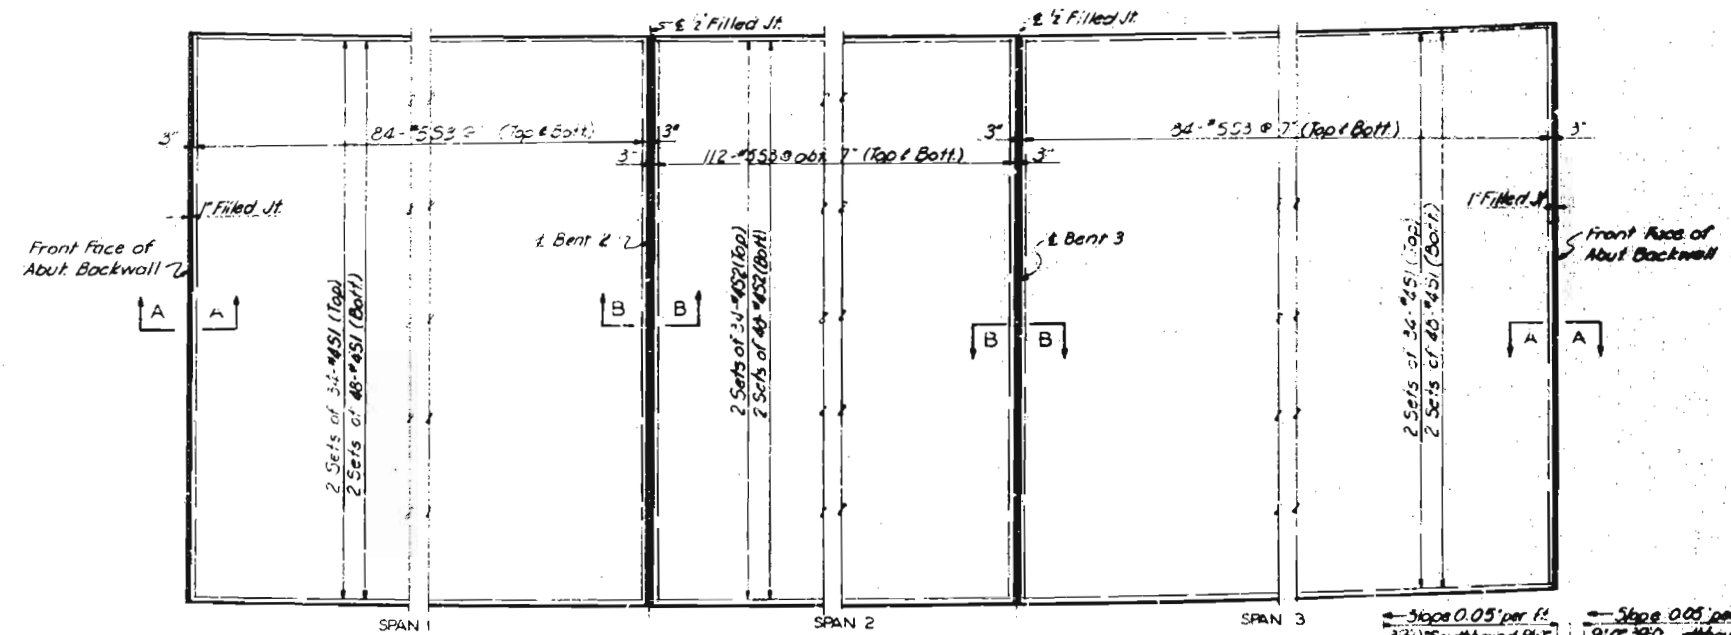 ℄ ½" Filled Jt.
℄ ½" Filled Jt.
3"
84-#5S3 @ (Top & Bott.)
3"
3"
112-#5S3 @ abt. 7" (Top & Bott.)
3"
3"
84-#5S3 @ 7" (Top & Bott.)
3"
1" Filled Jt.
1" Filled Jt.
Front Face of
Abut. Backwall
℄ Bent 2
℄ Bent 3
Front Face of
Abut. Backwall
A A
B B
B B
A A
2 Sets of 34-#4S1 (Top)
2 Sets of 48-#4S1 (Bott.)
2 Sets of 34-#4S2 (Top)
2 Sets of 48-#4S2 (Bott.)
2 Sets of 34-#4S1 (Top)
2 Sets of 48-#4S1 (Bott.)
SPAN 1
SPAN 2
SPAN 3
Slope 0.05' per ft.
Slope 0.05' pe